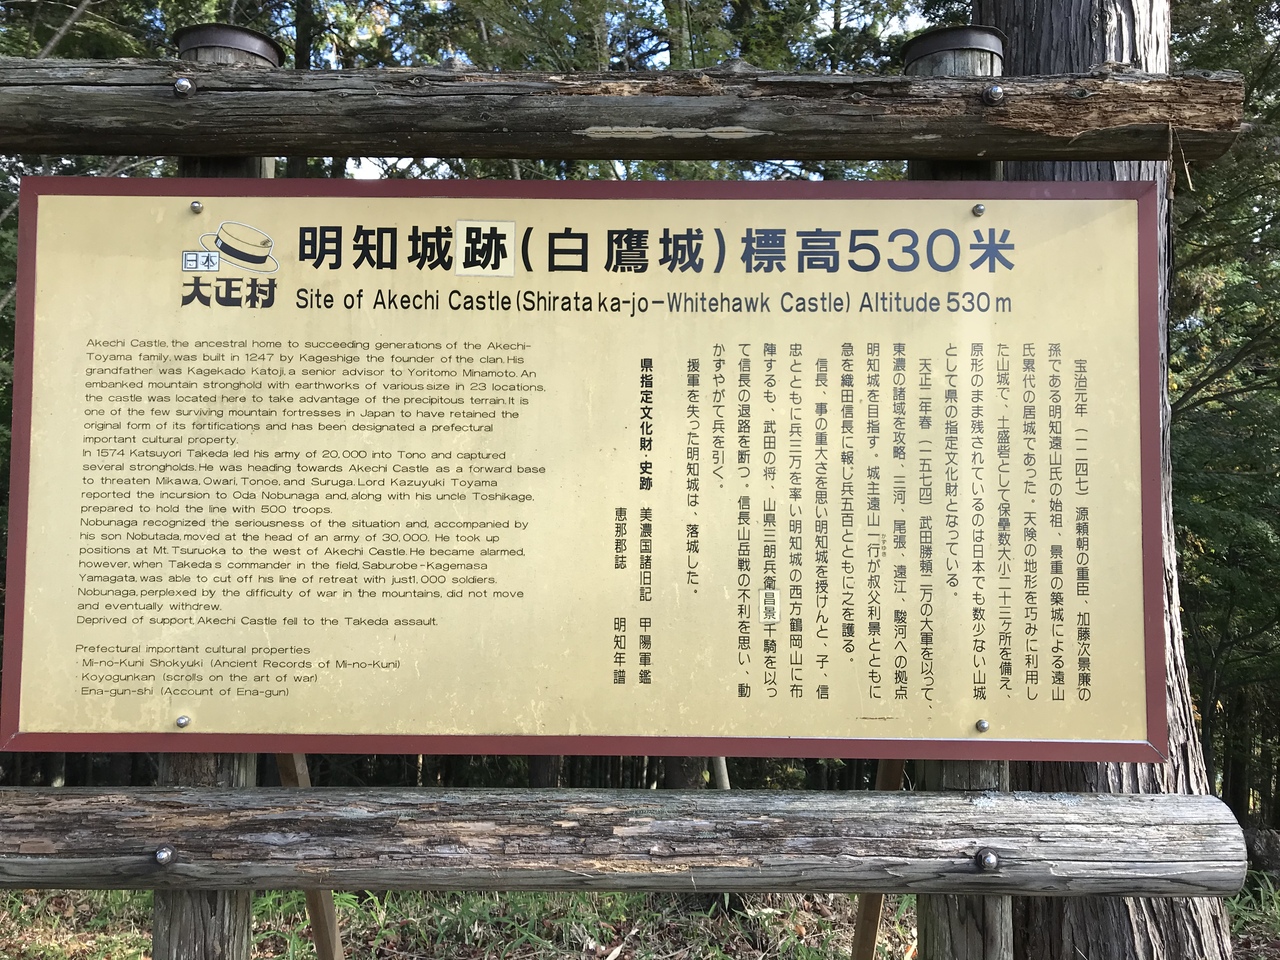 日本
大正村
明知城跡(白鷹城)標高530米
Site of Akechi Castle(Shirataka-jo-Whitehawk Castle) Altitude 530m
Akechi Castle, the ancestral home to succeeding generations of the Akechi-
Toyama family, was built in 1247 by Kageshige the founder of the clan. His
grandfather was Kagekado Katoji, a senior advisor to Yoritomo Minamoto. An
embanked mountain stronghold with earthworks of various size in 23 locations,
the castle was located here to take advantage of the precipitous terrain. It is
one of the few surviving mountain fortresses in Japan to have retained the
original form of its fortifications and has been designated a prefectural
important cultural property.
In 1574 Katsuyori Takeda led his army of 20,000 into Tono and captured
several strongholds. He was heading towards Akechi Castle as a forward base
to threaten Mikawa, Owari, Tonoe, and Suruga. Lord Kazuyuki Toyama
reported the incursion to Oda Nobunaga and, along with his uncle Toshikage,
prepared to hold the line with 500 troops.
Nobunaga recognized the seriousness of the situation and, accompanied by
his son Nobutada, moved at the head of an army of 30,000. He took up
positions at Mt. Tsuruoka to the west of Akechi Castle. He became alarmed,
however, when Takeda's commander in the field, Saburobe-Kagemasa
Yamagata, was able to cut off his line of retreat with just 1,000 soldiers.
Nobunaga, perplexed by the difficulty of war in the mountains, did not move
and eventually withdrew.
Deprived of support, Akechi Castle fell to the Takeda assault.
Prefectural important cultural properties
・Mi-no-Kuni Shokyuki (Ancient Records of Mi-no-Kuni)
・Koyogunkan (scrolls on the art of war)
・Ena-gun-shi (Account of Ena-gun)
宝治元年(一二四七)源頼朝の重臣、加藤次景廉の
孫である明知遠山氏の始祖、景重の築城による遠山
氏累代の居城であった。天険の地形を巧みに利用し
た山城で、土盛砦として保塁数大小二十三ヶ所を備え、
原形のまま残されているのは日本でも数少ない山城
として県の指定文化財となっている。
天正二年春(一五七四)武田勝頼二万の大軍を以って、
東濃の諸城を攻略、三河、尾張、遠江、駿河への拠点
明知城を目指す。城主遠山一行が叔父利景とともに
かずゆき
急を織田信長に報じ兵五百とともに之を護る。
信長、事の重大さを思い明知城を授けんと、子、信
忠とともに兵三万を率い明知城の西方鶴岡山に布
陣するも、武田の将、山県三朗兵衛昌景千騎を以っ
て信長の退路を断つ。信長山岳戦の不利を思い、動
かずやがて兵を引く。
援軍を失った明知城は、落城した。
県指定文化財・史跡 美濃国諸旧記 甲陽軍鑑
恵那郡誌 明知年譜